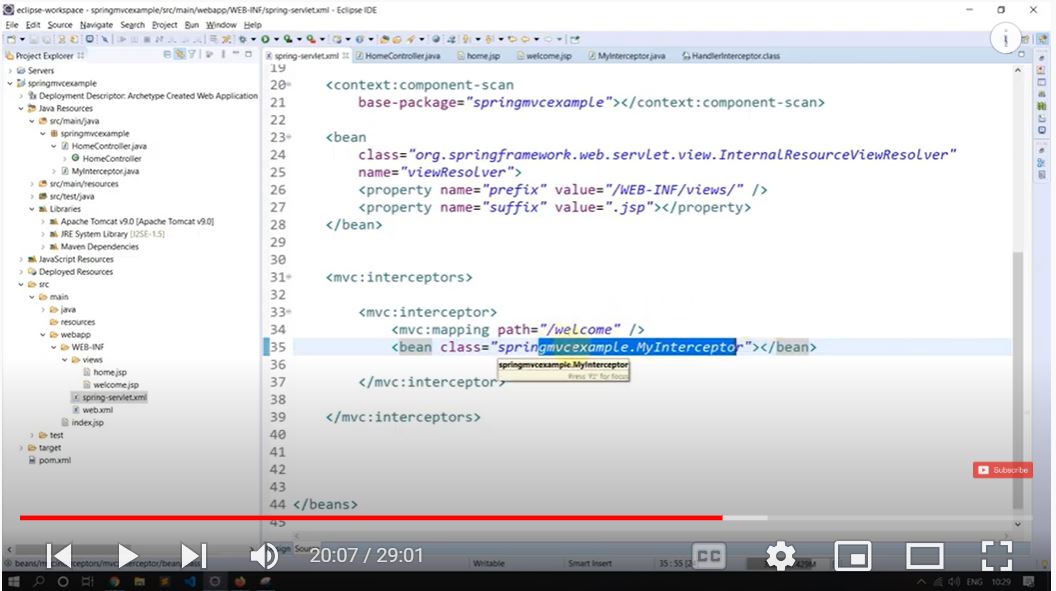 eclipse-workspace - springmvcexample/src/main/webapp/WEB-INF/spring-servlet.xml - Eclipse IDE
File Edit Source Navigate Search Project Run Window Help
Project Explorer
Servers
springmvcexample
Deployment Descriptor: Archetype Created Web Application
Java Resources
src/main/java
springmvcexample
HomeController.java
HomeController
MyInterceptor.java
src/main/resources
src/test/java
Libraries
Apache Tomcat v9.0 [Apache Tomcat v9.0]
JRE System Library [J2SE-1.5]
Maven Dependencies
JavaScript Resources
Deployed Resources
src
main
java
resources
webapp
WEB-INF
views
home.jsp
welcome.jsp
spring-servlet.xml
web.xml
index.jsp
test
target
pom.xml
spring-servlet.xml HomeController.java home.jsp welcome.jsp MyInterceptor.java HandlerInterceptor.class
19
20 <context:component-scan
21 base-package="springmvcexample"></context:component-scan>
22
23 <bean
24 class="org.springframework.web.servlet.view.InternalResourceViewResolver"
25 name="viewResolver">
26 <property name="prefix" value="/WEB-INF/views/" />
27 <property name="suffix" value=".jsp"></property>
28 </bean>
29
30
31 <mvc:interceptors>
32
33 <mvc:interceptor>
34 <mvc:mapping path="/welcome" />
35 <bean class="springmvcexample.MyInterceptor"></bean>
36
springmvcexample.MyInterceptor
Press 'F2' for focus
37 </mvc:interceptor>
38
39 </mvc:interceptors>
40
41
42
43
44 </beans>
45
Subscribe
20:07 / 29:01
CC
Writable Smart Insert
ENG 10:29